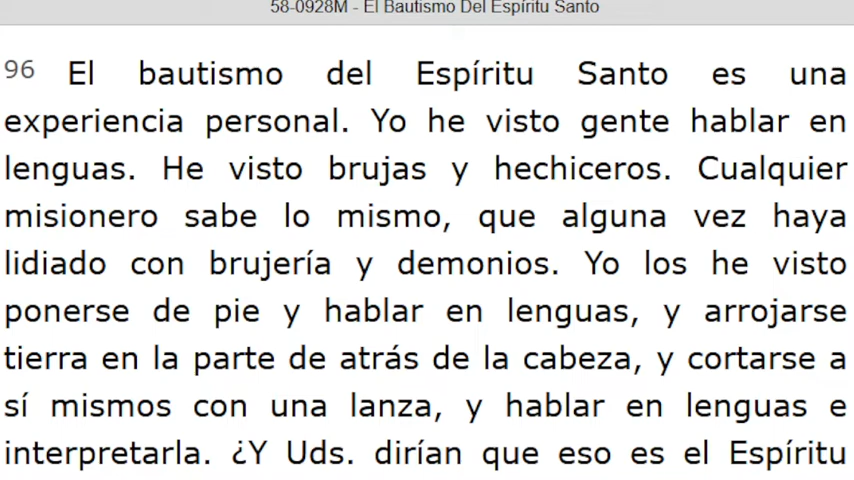 58-0928M - El Bautismo Del Espíritu Santo
96 El bautismo del Espíritu Santo es una
experiencia personal. Yo he visto gente hablar en
lenguas. He visto brujas y hechiceros. Cualquier
misionero sabe lo mismo, que alguna vez haya
lidiado con brujería y demonios. Yo los he visto
ponerse de pie y hablar en lenguas, y arrojarse
tierra en la parte de atrás de la cabeza, y cortarse a
sí mismos con una lanza, y hablar en lenguas e
interpretarla. ¿Y Uds. dirían que eso es el Espíritu